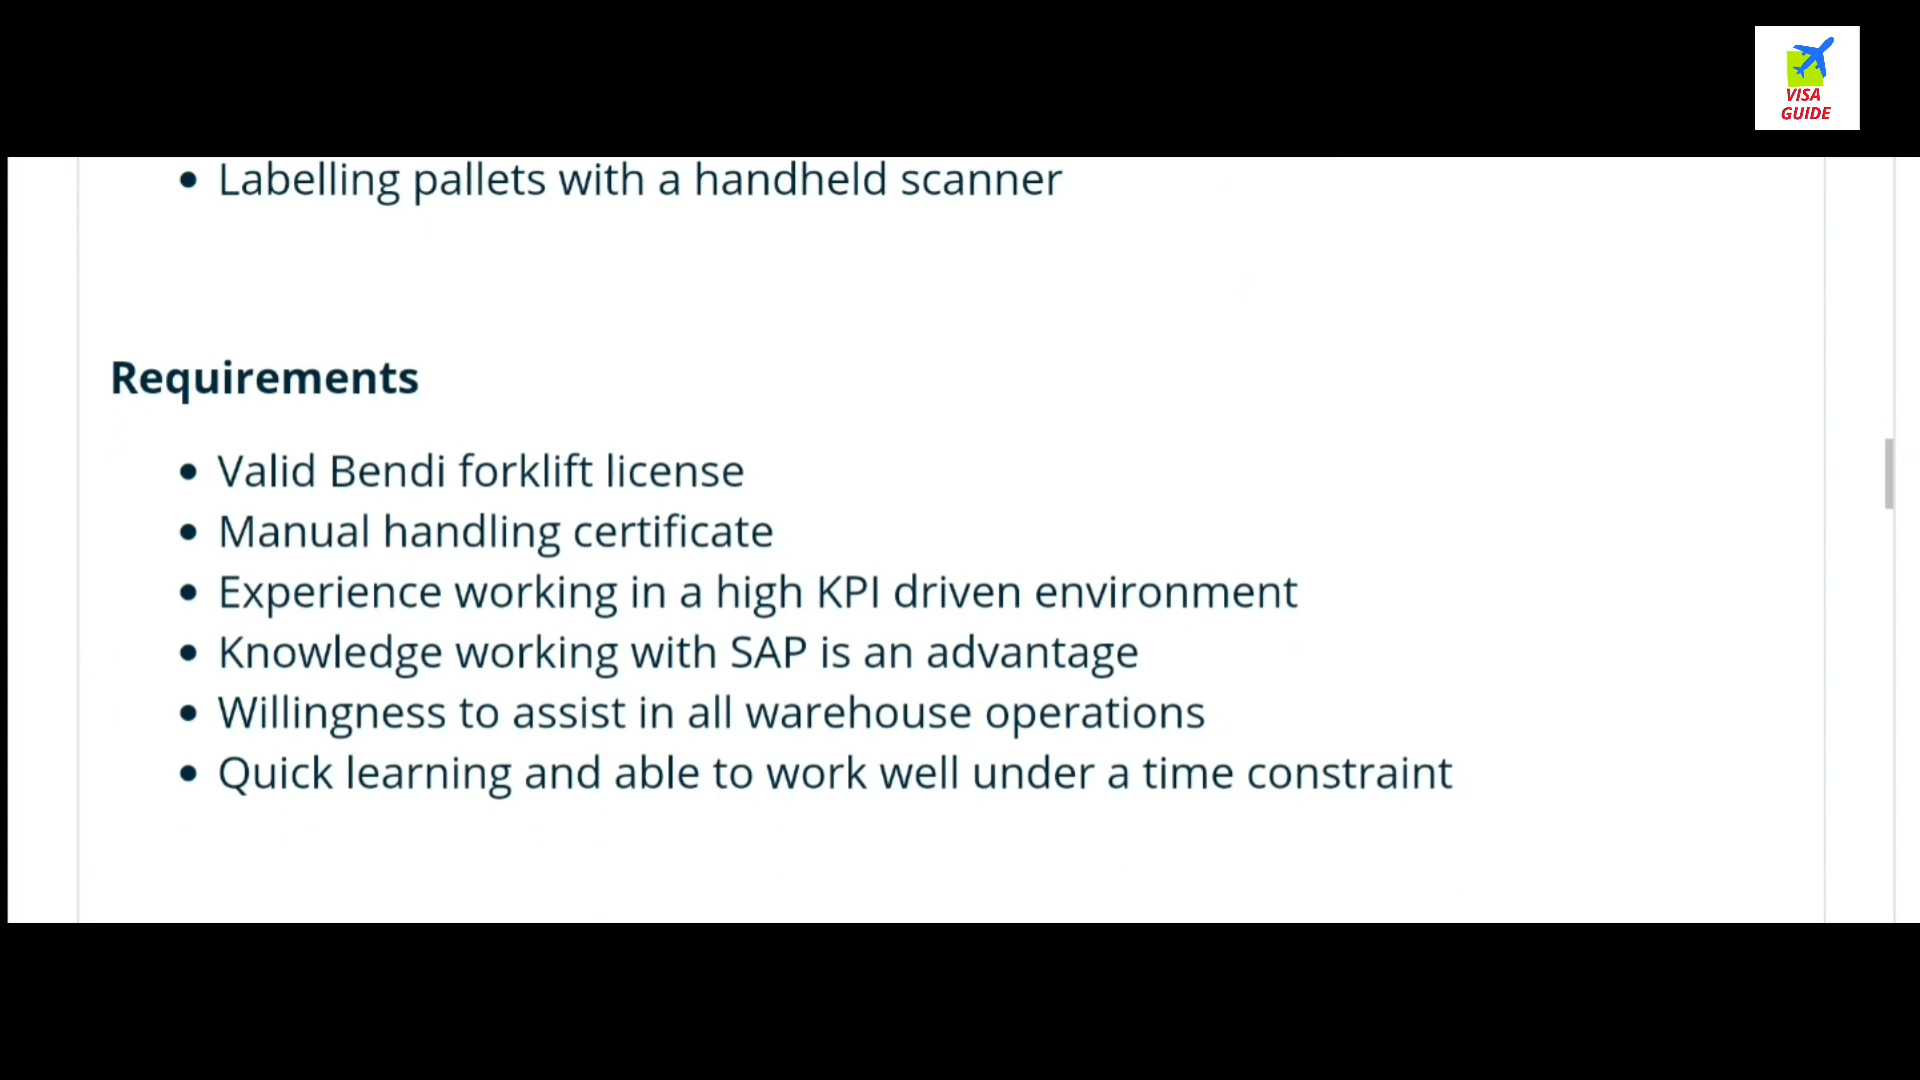 VISA
GUIDE
Labelling pallets with a handheld scanner
Requirements
Valid Bendi forklift license
Manual handling certificate
Experience working in a high KPI driven environment
Knowledge working with SAP is an advantage
Willingness to assist in all warehouse operations
Quick learning and able to work well under a time constraint